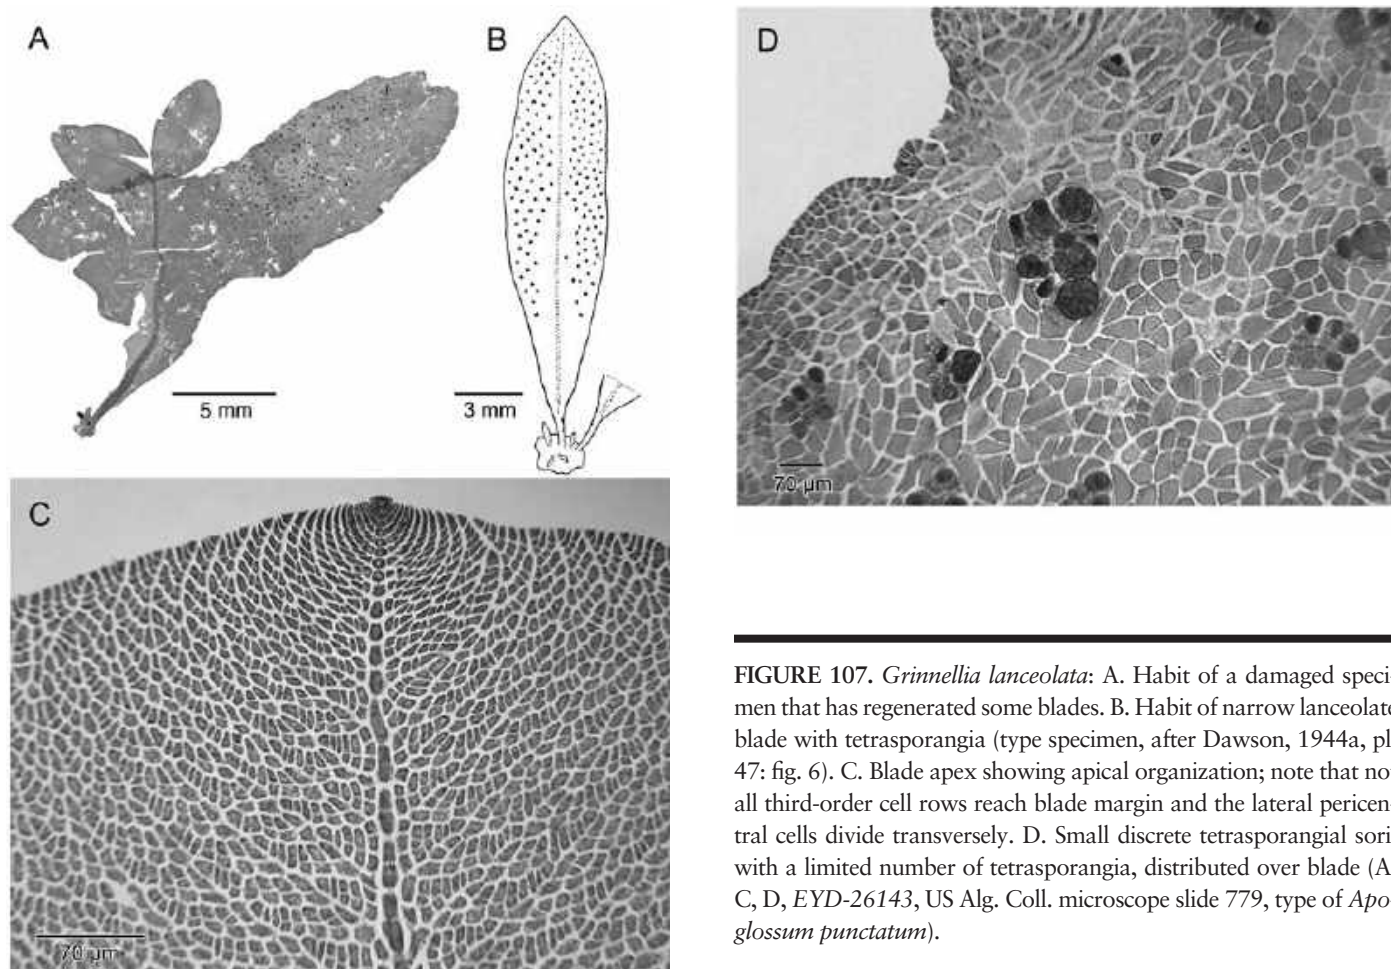 A
B
5 mm
3 mm
C
70 µm
D
70 µm
FIGURE 107. Grinnellia lanceolata: A. Habit of a damaged speci-
men that has regenerated some blades. B. Habit of narrow lanceolate
blade with tetrasporangia (type specimen, after Dawson, 1944a, pl
47: fig. 6). C. Blade apex showing apical organization; note that no
all third-order cell rows reach blade margin and the lateral pericen-
tral cells divide transversely. D. Small discrete tetrasporangial sori
with a limited number of tetrasporangia, distributed over blade (A
C, D, EYD-26143, US Alg. Coll. microscope slide 779, type of Apo-
glossum punctatum).